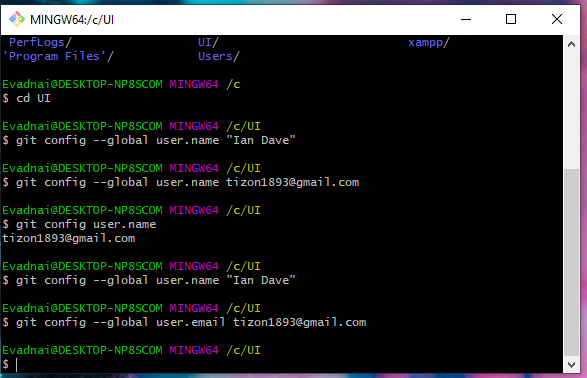 MINGW64:/c/UI
PerfLogs/ UI/ xampp/
'Program Files'/ Users/
Evadnai@DESKTOP-NP8SCOM MINGW64 /c
$ cd UI
Evadnai@DESKTOP-NP8SCOM MINGW64 /c/UI
$ git config --global user.name "Ian Dave"
Evadnai@DESKTOP-NP8SCOM MINGW64 /c/UI
$ git config --global user.name tizon1893@gmail.com
Evadnai@DESKTOP-NP8SCOM MINGW64 /c/UI
$ git config user.name
tizon1893@gmail.com
Evadnai@DESKTOP-NP8SCOM MINGW64 /c/UI
$ git config --global user.name "Ian Dave"
Evadnai@DESKTOP-NP8SCOM MINGW64 /c/UI
$ git config --global user.email tizon1893@gmail.com
Evadnai@DESKTOP-NP8SCOM MINGW64 /c/UI
$